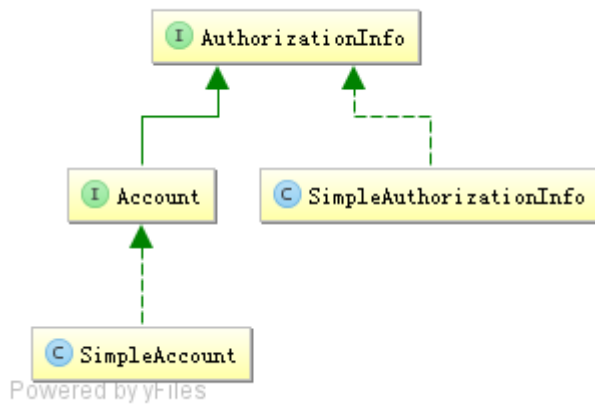 I AuthorizationInfo
I Account
C SimpleAuthorizationInfo
C SimpleAccount
Powered by yFiles